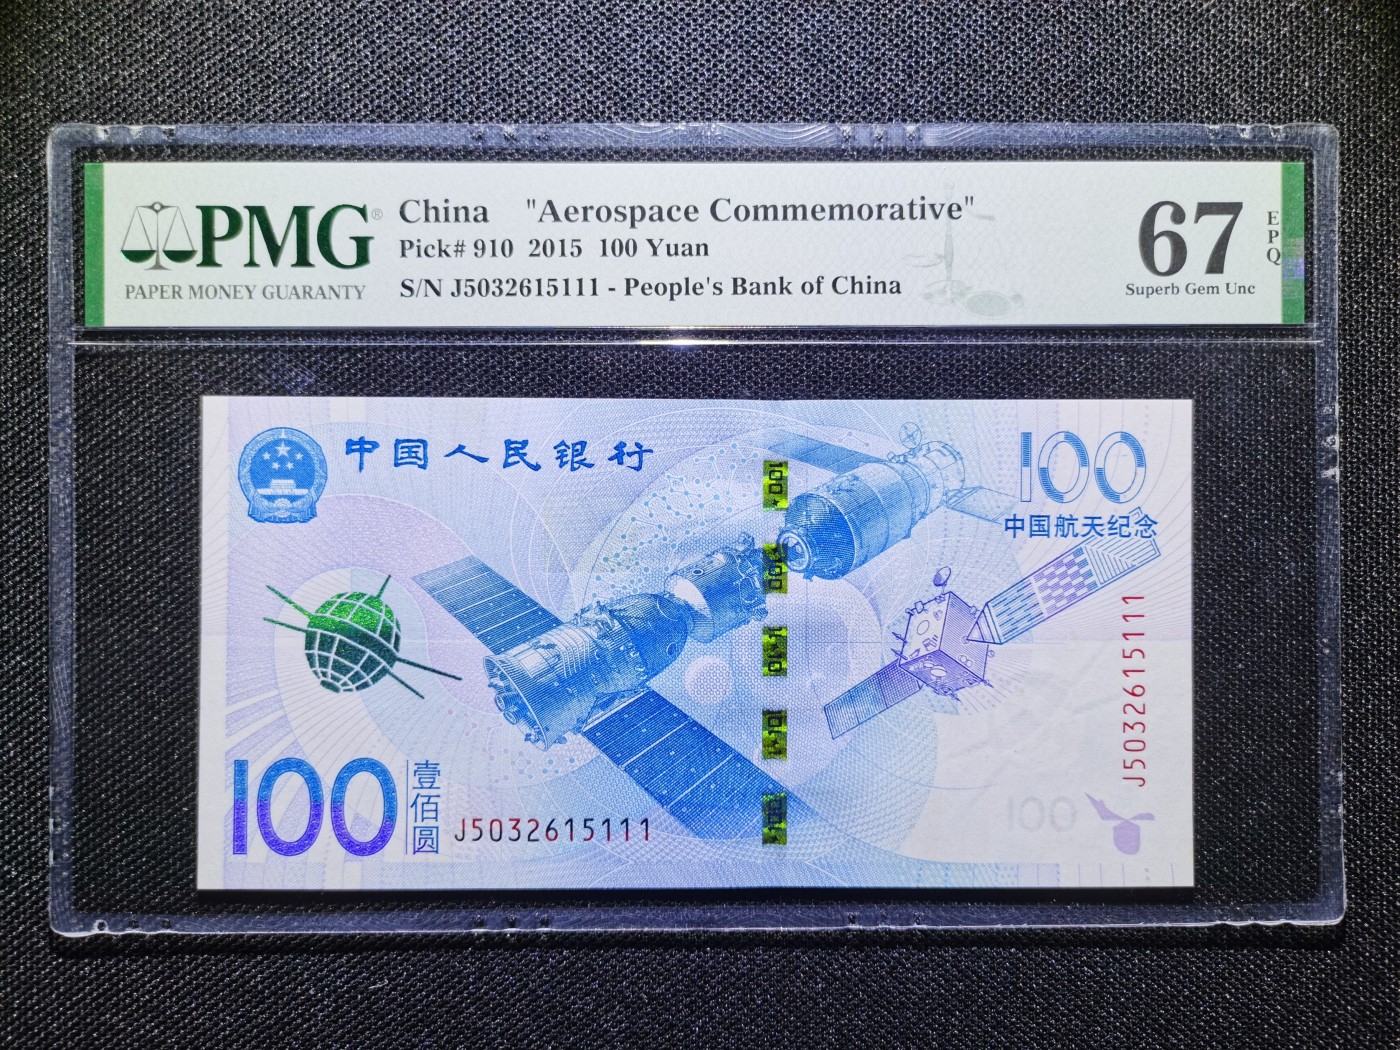 PMG®
PAPER MONEY GUARANTY
China "Aerospace Commemorative"
Pick# 910 2015 100 Yuan
S/N J5032615111 - People's Bank of China
67
EPQ
Superb Gem Unc
中国人民银行
100
中国航天纪念
J5032615111
100
壹佰圆
J5032615111
100